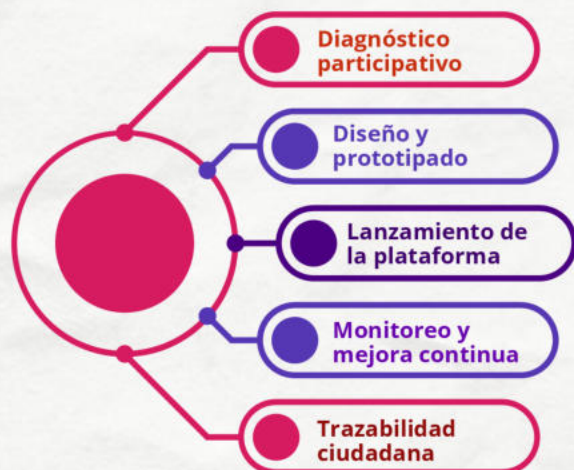 Diagnóstico
participativo
Diseño y
prototipado
Lanzamiento de
la plataforma
Monitoreo y
mejora continua
Trazabilidad
ciudadana